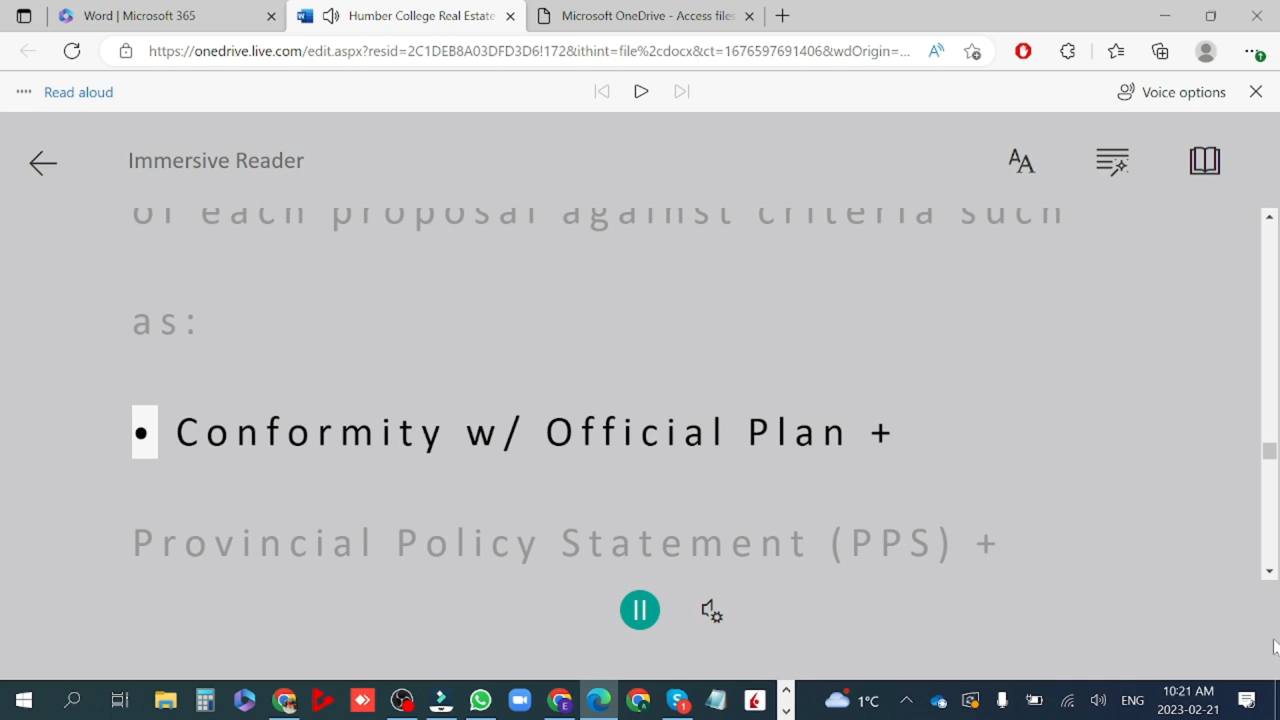 Word | Microsoft 365
Humber College Real Estate
Microsoft OneDrive - Access files
https://onedrive.live.com/edit.aspx?resid=2C1DEB8A03DFD3D6!172&ithint=file%2cdocx&ct=1676597691406&wdOrigin=...
Read aloud
Voice options
Immersive Reader
of each proposal against criteria such
as:
• Conformity w/ Official Plan +
Provincial Policy Statement (PPS) +
1°C
ENG
10:21 AM
2023-02-21